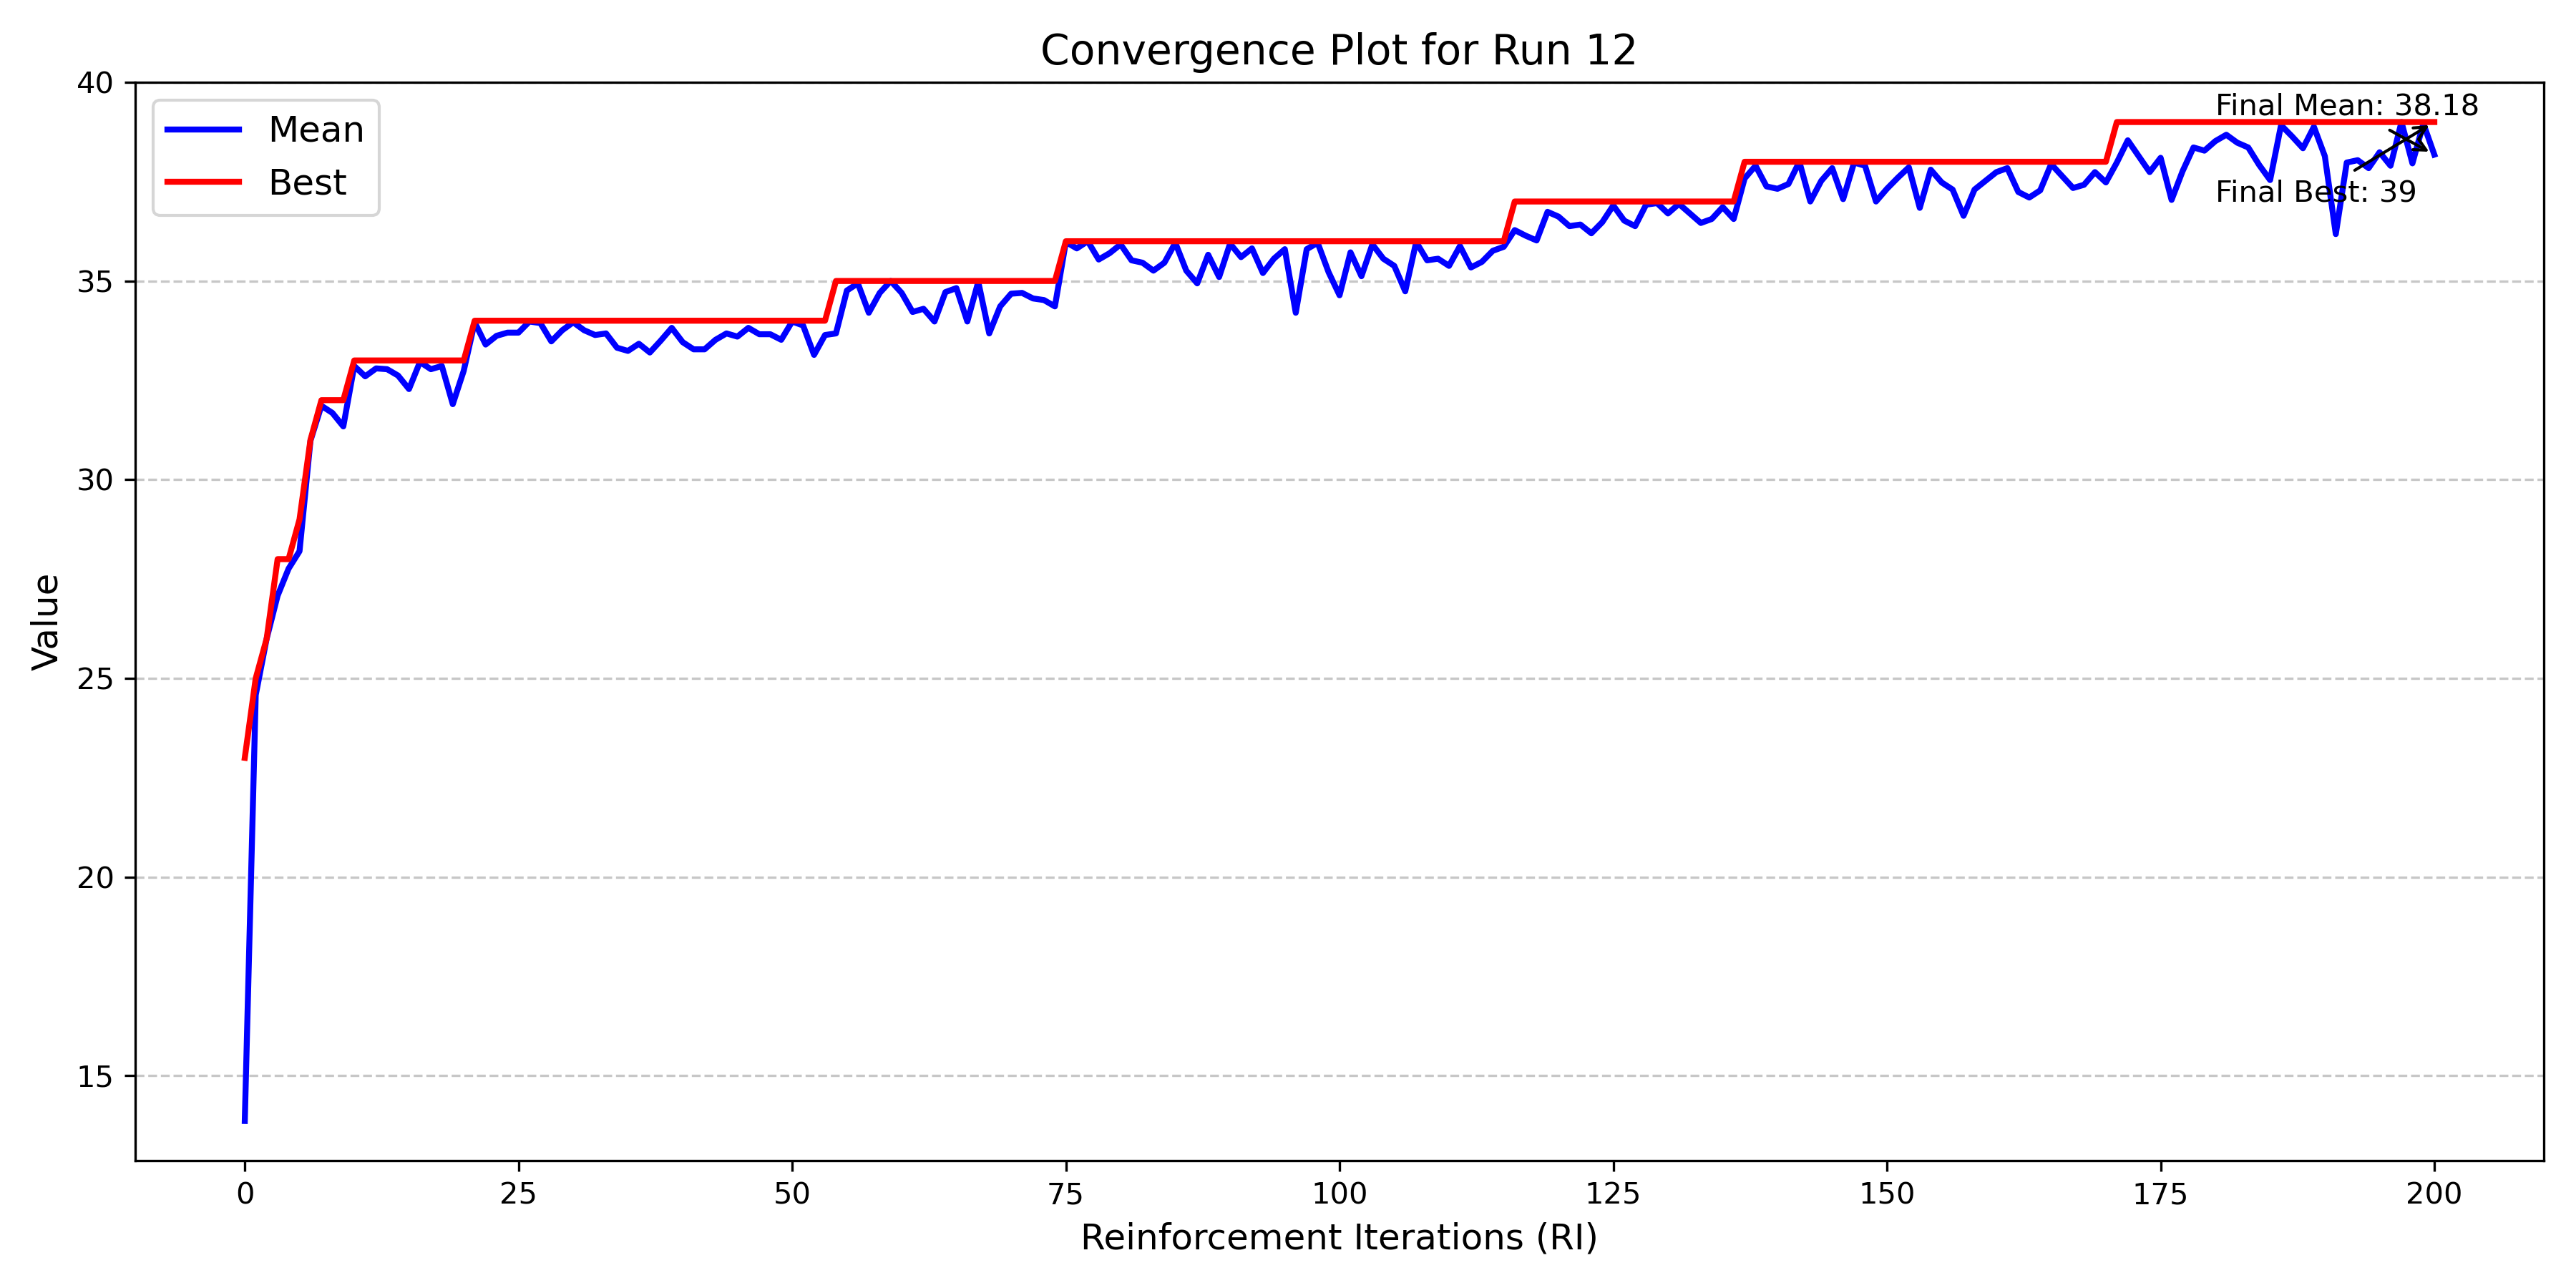 Convergence Plot for Run 12
40
35
30
25
20
15
Value
Mean
Best
Final Mean: 38.18
Final Best: 39
0 25 50 75 100 125 150 175 200
Reinforcement Iterations (RI)